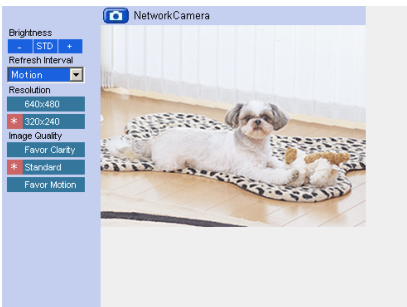 NetworkCamera
Brightness
- STD +
Refresh Interval
Motion
Resolution
640x480
* 320x240
Image Quality
Favor Clarity
* Standard
Favor Motion